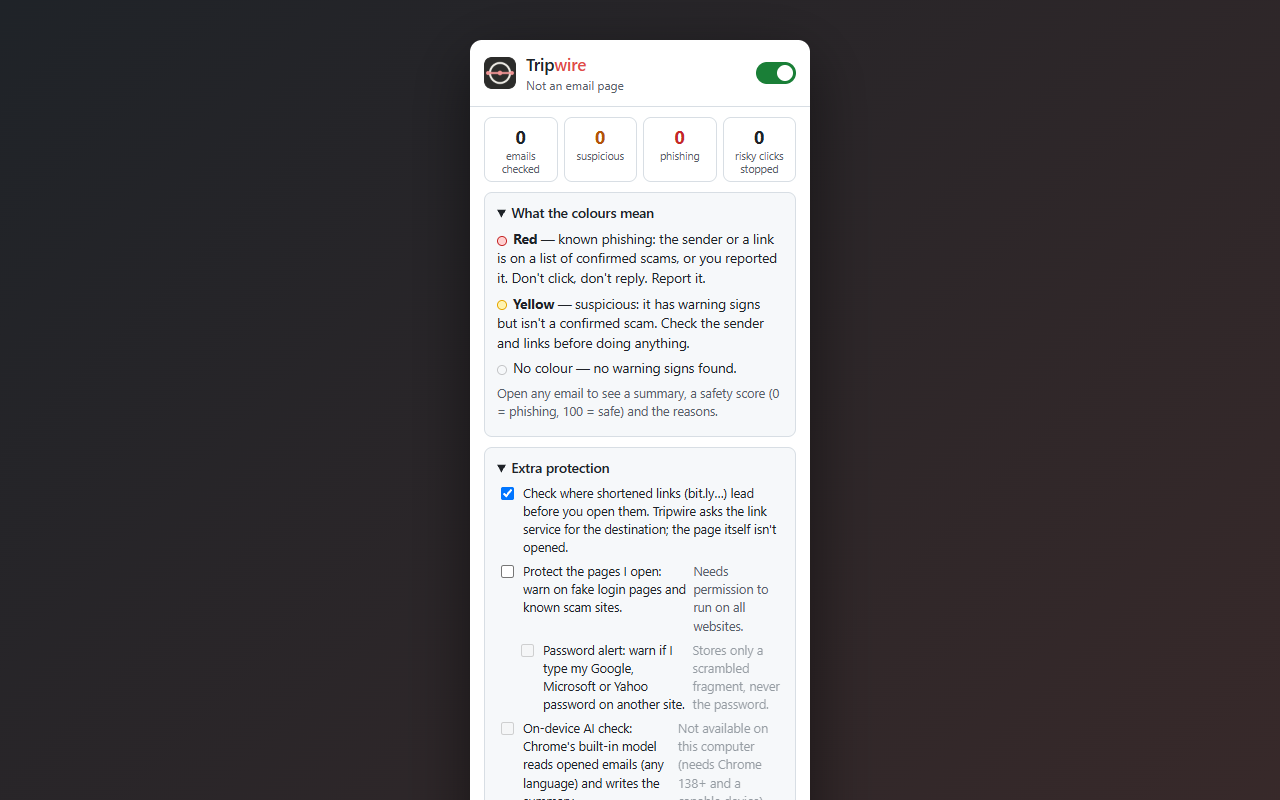 Tripwire
Not an email page
0
emails
checked
0
suspicious
0
phishing
0
risky clicks
stopped
What the colours mean
Red — known phishing: the sender or a link
is on a list of confirmed scams, or you reported
it. Don't click, don't reply. Report it.
Yellow — suspicious: it has warning signs
but isn't a confirmed scam. Check the sender
and links before doing anything.
No colour — no warning signs found.
Open any email to see a summary, a safety score (0
= phishing, 100 = safe) and the reasons.
Extra protection
Check where shortened links (bit.ly…) lead
before you open them. Tripwire asks the link
service for the destination; the page itself isn't
opened.
Protect the pages I open:
warn on fake login pages and
known scam sites.
Needs
permission to
run on all
websites.
Password alert: warn if I
type my Google,
Microsoft or Yahoo
password on another site.
Stores only a
scrambled
fragment, never
the password.
On-device AI check:
Chrome's built-in model
reads opened emails (any
language) and writes the
Not available on
this computer
(needs Chrome
138+ and a